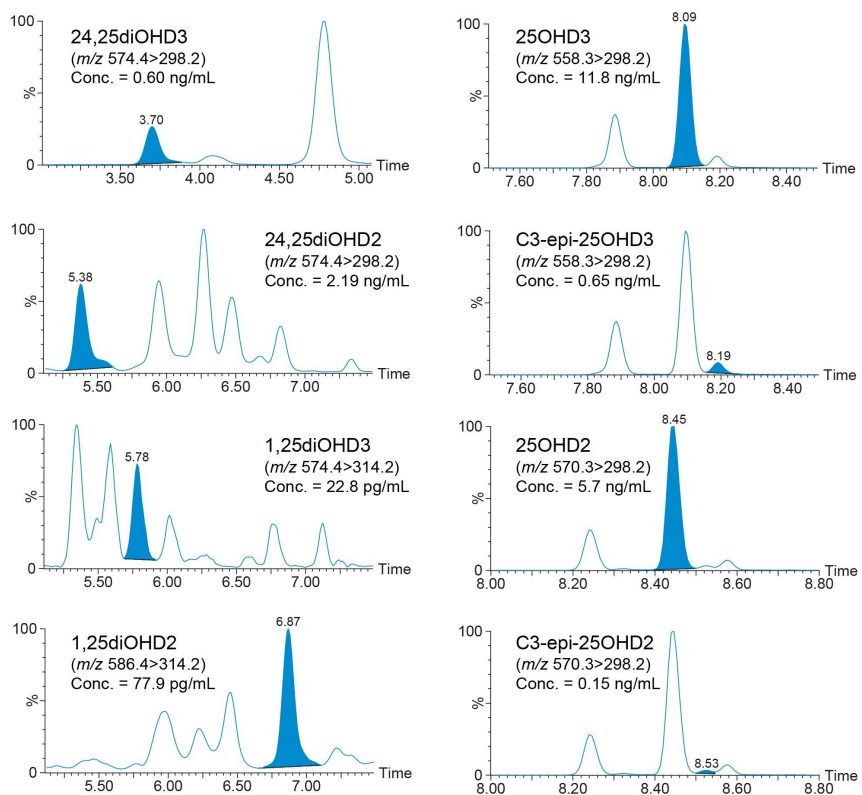 100
24,25diOHD3
(m/z 574.4>298.2)
Conc. = 0.60 ng/mL
%
3.70
0
3.50 4.00 4.50 5.00
Time
100
8.09
25OHD3
(m/z 558.3>298.2)
Conc. = 11.8 ng/mL
%
0
7.60 7.80 8.00 8.20 8.40
Time
100
24,25diOHD2
(m/z 574.4>298.2)
Conc. = 2.19 ng/mL
5.38
%
0
5.50 6.00 6.50 7.00
Time
100
C3-epi-25OHD3
(m/z 558.3>298.2)
Conc. = 0.65 ng/mL
%
8.19
0
7.60 7.80 8.00 8.20 8.40
Time
100
1,25diOHD3
(m/z 574.4>314.2)
Conc. = 22.8 pg/mL
5.78
%
0
5.50 6.00 6.50 7.00
Time
8.45
100
25OHD2
(m/z 570.3>298.2)
Conc. = 5.7 ng/mL
%
0
8.00 8.20 8.40 8.60 8.80
Time
6.87
100
1,25diOHD2
(m/z 586.4>314.2)
Conc. = 77.9 pg/mL
%
0
5.50 6.00 6.50 7.00
Time
100
C3-epi-25OHD2
(m/z 570.3>298.2)
Conc. = 0.15 ng/mL
%
8.53
0
8.00 8.20 8.40 8.60 8.80
Time